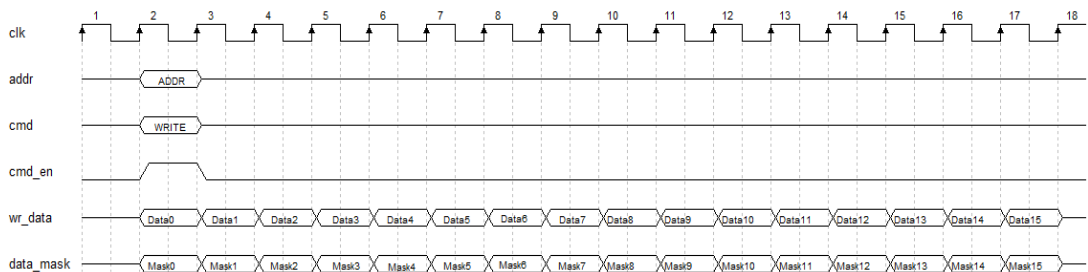 1 2 3 4 5 6 7 8 9 10 11 12 13 14 15 16 17 18
clk
addr ADDR
cmd WRITE
cmd_en
wr_data Data0 Data1 Data2 Data3 Data4 Data5 Data6 Data7 Data8 Data9 Data10 Data11 Data12 Data13 Data14 Data15
data_mask Mask0 Mask1 Mask2 Mask3 Mask4 Mask5 Mask6 Mask7 Mask8 Mask9 Mask10 Mask11 Mask12 Mask13 Mask14 Mask15